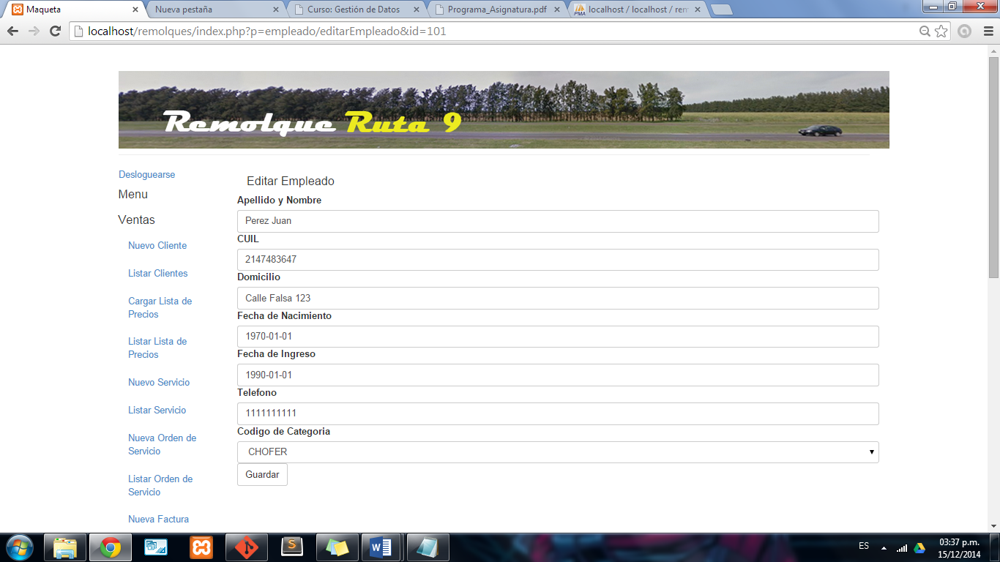 Maqueta
Nueva pestaña
Curso: Gestión de Datos
Programa_Asignatura.pdf
PMA
localhost / localhost / rem
localhost/remolques/index.php?p=empleado/editarEmpleado&id=101
Remolque Ruta 9
Desloguearse
Menu
Ventas
Nuevo Cliente
Listar Clientes
Cargar Lista de
Precios
Listar Lista de
Precios
Nuevo Servicio
Listar Servicio
Nueva Orden de
Servicio
Listar Orden de
Servicio
Nueva Factura
Editar Empleado
Apellido y Nombre
Perez Juan
CUIL
2147483647
Domicilio
Calle Falsa 123
Fecha de Nacimiento
1970-01-01
Fecha de Ingreso
1990-01-01
Telefono
1111111111
Codigo de Categoria
CHOFER
Guardar
ES
03:37 p.m.
15/12/2014